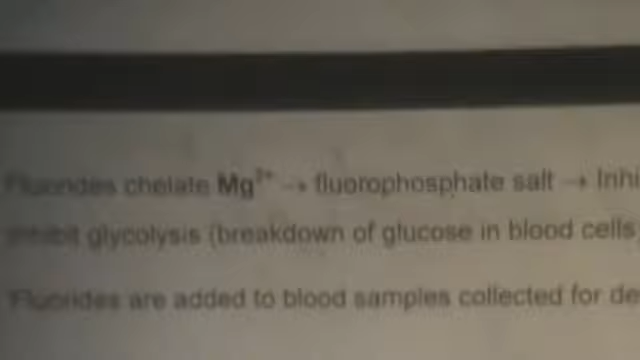 Fluorides chelate Mg²⁺ → fluorophosphate salt → Inhi
inhibit glycolysis (breakdown of glucose in blood cells
Fluorides are added to blood samples collected for de